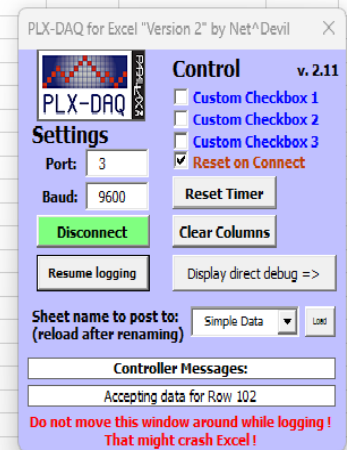 PLX-DAQ for Excel "Version 2" by Net^Devil
PLX-DAQ
PARALLAX
Control v. 2.11
Custom Checkbox 1
Custom Checkbox 2
Custom Checkbox 3
Reset on Connect
Settings
Port: 3
Baud: 9600
Reset Timer
Disconnect
Clear Columns
Resume logging
Display direct debug =>
Sheet name to post to:
(reload after renaming)
Simple Data
Load
Controller Messages:
Accepting data for Row 102
Do not move this window around while logging !
That might crash Excel !